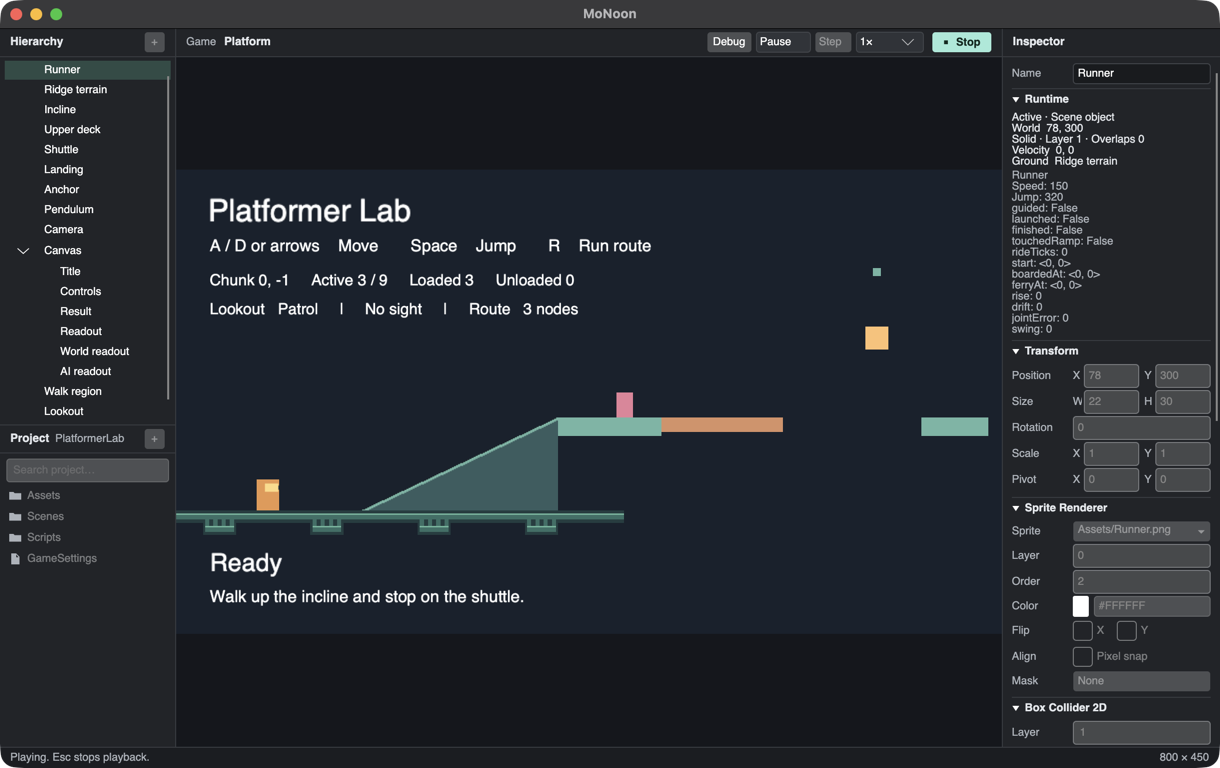 MoNoon
Hierarchy +
Runner
Ridge terrain
Incline
Upper deck
Shuttle
Landing
Anchor
Pendulum
Camera
Canvas
Title
Controls
Result
Readout
World readout
AI readout
Walk region
Lookout
Project PlatformerLab +
Search project...
Assets
Scenes
Scripts
GameSettings
Game Platform Debug Pause Step 1× Stop
Platformer Lab
A / D or arrows Move Space Jump R Run route
Chunk 0, -1 Active 3 / 9 Loaded 3 Unloaded 0
Lookout Patrol | No sight | Route 3 nodes
Ready
Walk up the incline and stop on the shuttle.
Inspector
Name Runner
Runtime
Active · Scene object
World 78, 300
Solid · Layer 1 · Overlaps 0
Velocity 0, 0
Ground Ridge terrain
Runner
Speed: 150
Jump: 320
guided: False
launched: False
finished: False
touchedRamp: False
rideTicks: 0
start: <0, 0>
boardedAt: <0, 0>
ferryAt: <0, 0>
rise: 0
drift: 0
jointError: 0
swing: 0
Transform
Position X 78 Y 300
Size W 22 H 30
Rotation 0
Scale X 1 Y 1
Pivot X 0 Y 0
Sprite Renderer
Sprite Assets/Runner.png
Layer 0
Order 2
Color #FFFFFF
Flip X Y
Align Pixel snap
Mask None
Box Collider 2D
Layer 1
Playing. Esc stops playback.
800 × 450